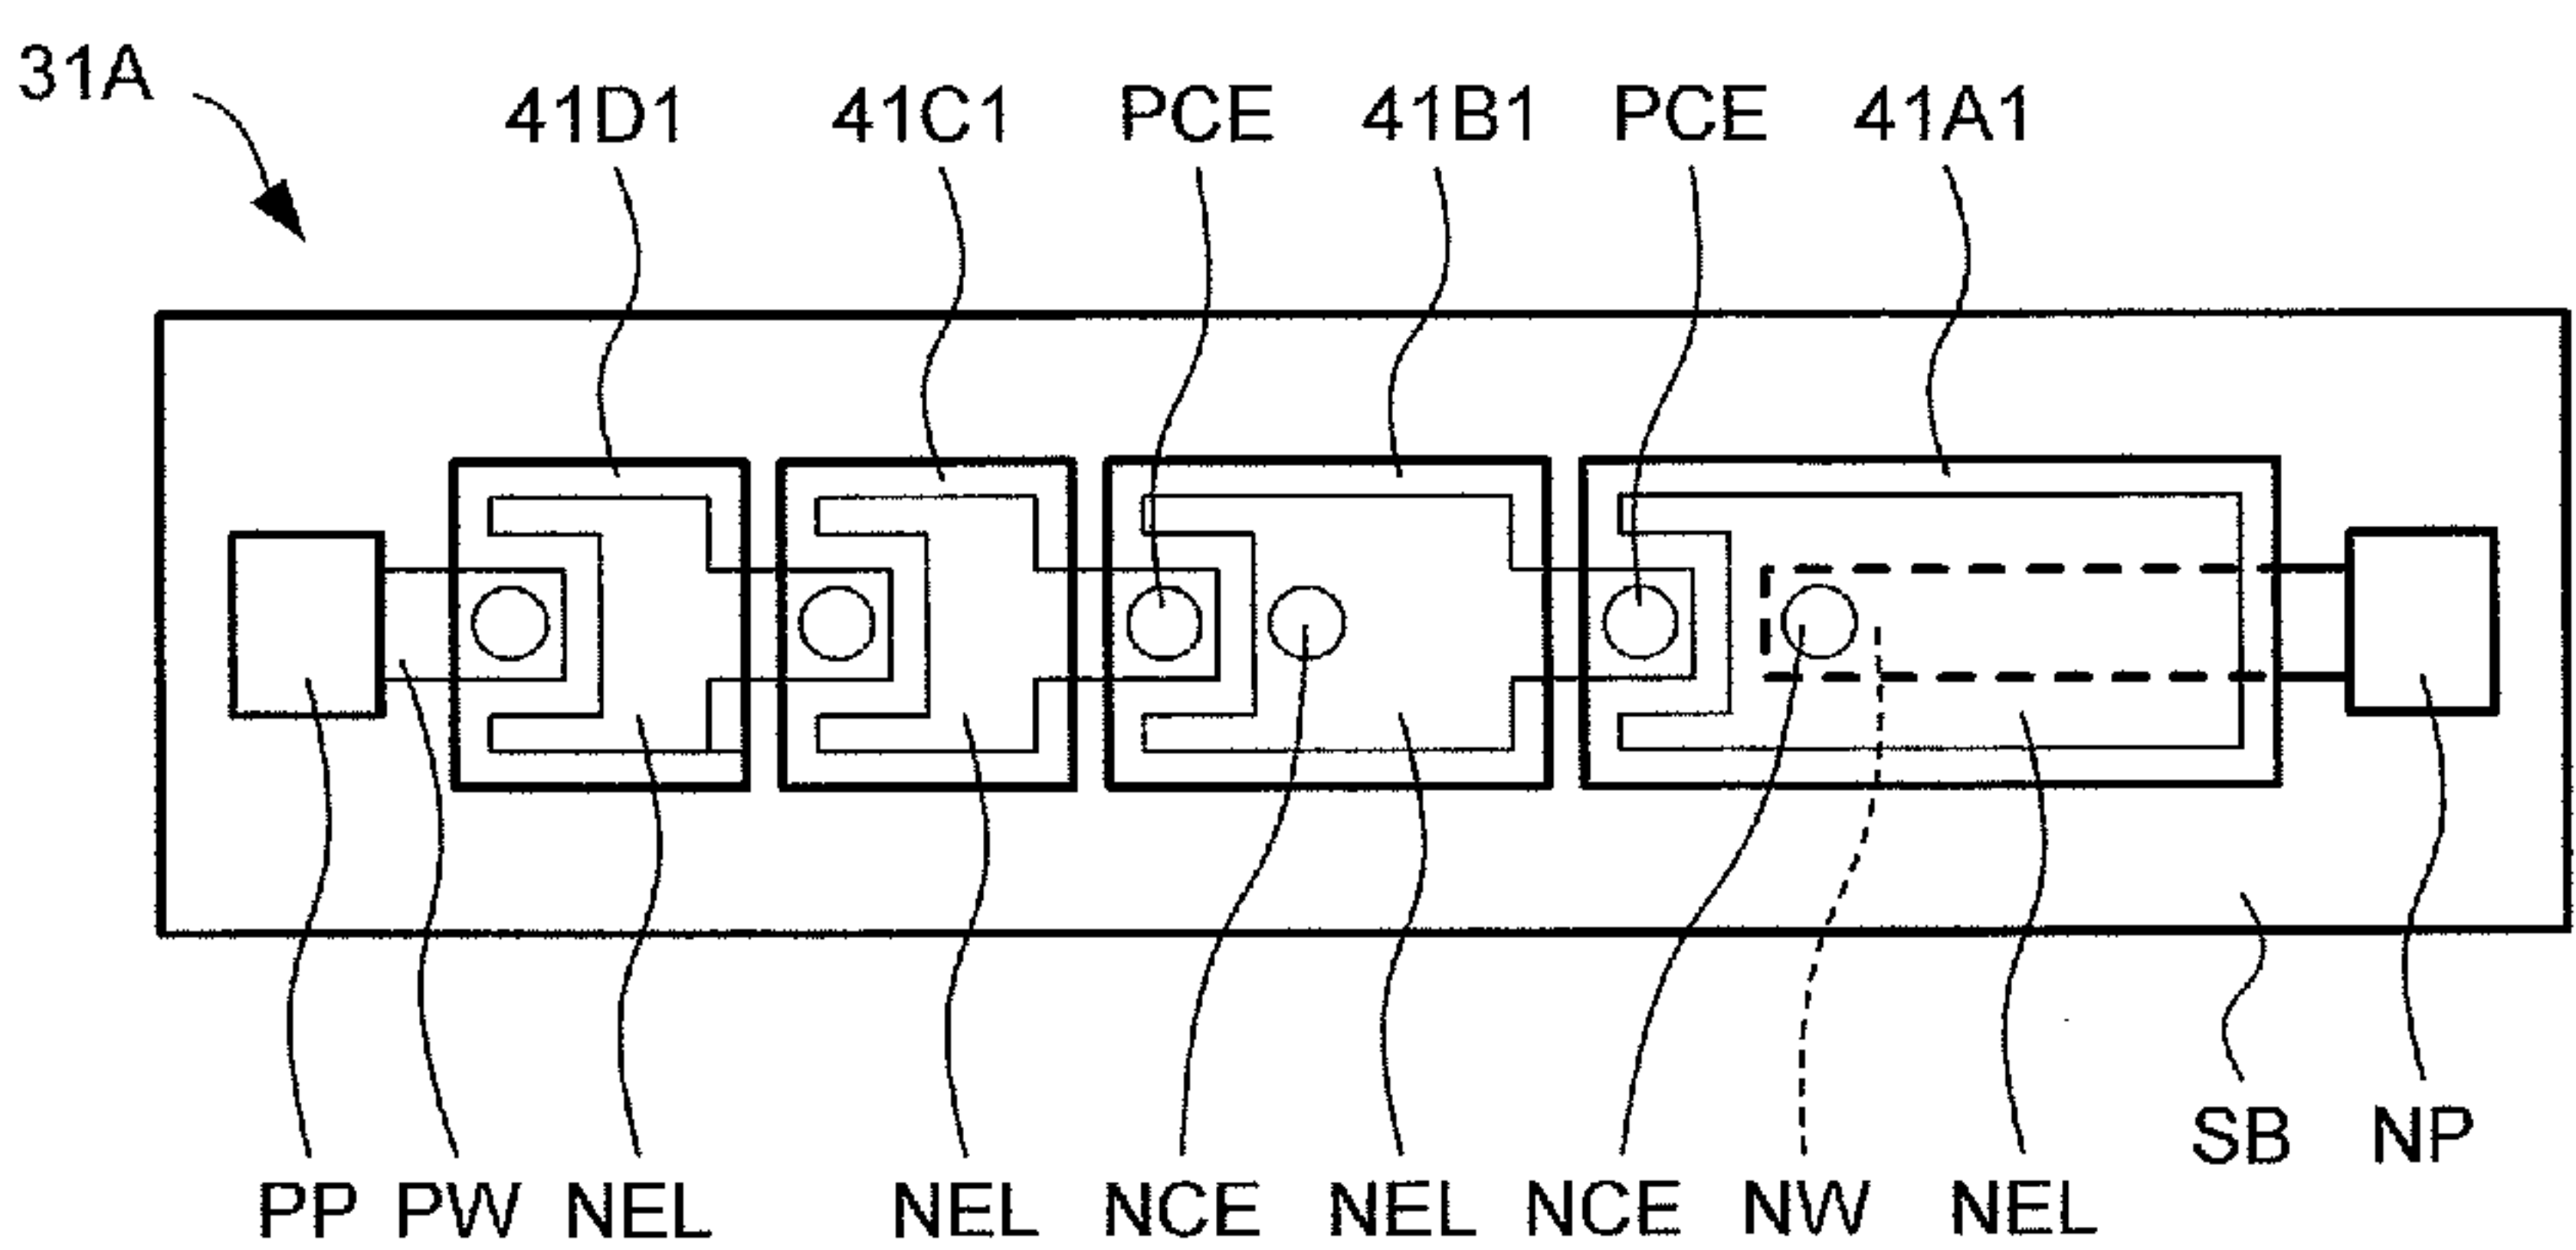 31A
41D1 41C1 PCE 41B1 PCE 41A1
SB NP
PP PW NEL NEL NCE NEL NCE NW NEL